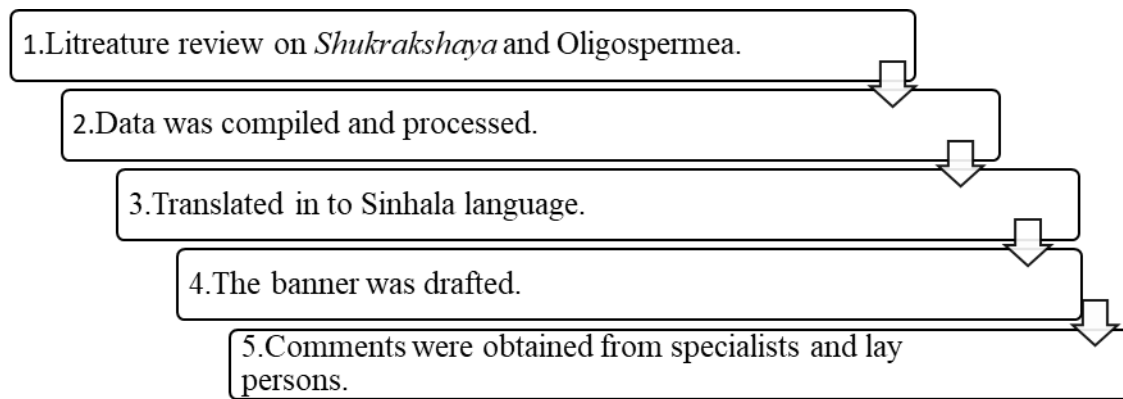 1.Litreature review on Shukrakshaya and Oligospermea.
2.Data was compiled and processed.
3.Translated in to Sinhala language.
4.The banner was drafted.
5.Comments were obtained from specialists and lay
persons.